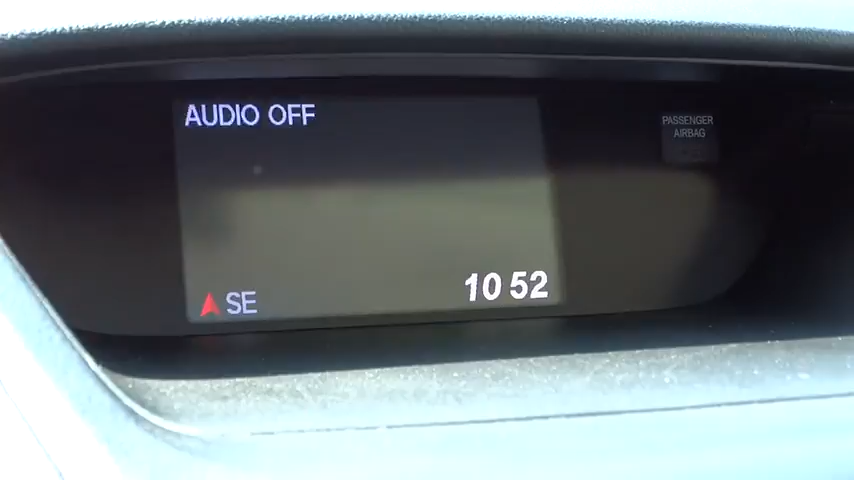 AUDIO OFF
PASSENGER
AIRBAG
SE
10 52